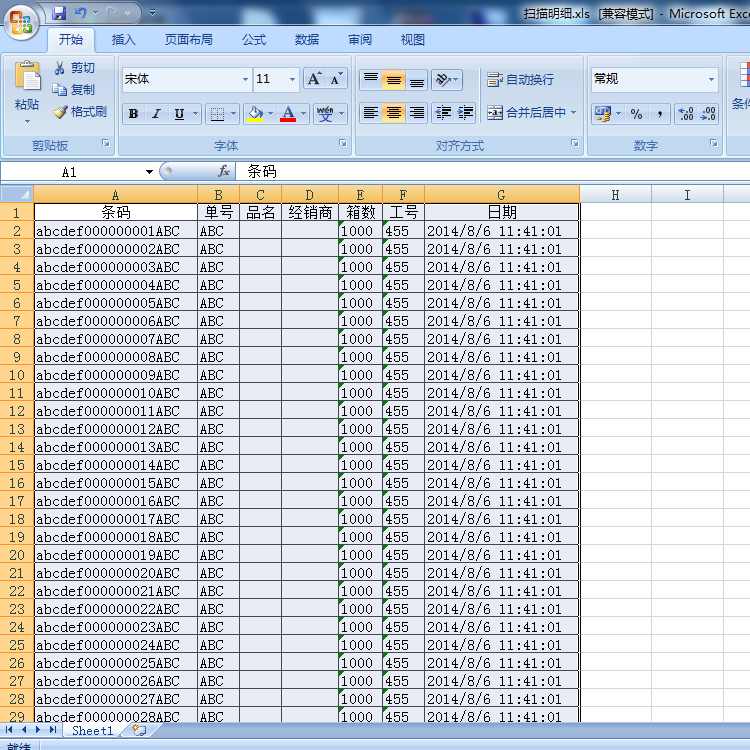 扫描明细.xls [兼容模式] - Microsoft Exce
开始 插入 页面布局 公式 数据 审阅 视图
粘贴 剪切 复制 格式刷
宋体 11 A A
B I U A wén 文
自动换行
合并后居中
常规
% , .00 .00
条件
剪贴板 字体 对齐方式 数字
A1 fx 条码
A B C D E F G H I
1 条码 单号 品名 经销商 箱数 工号 日期
2 abcdef000000001ABC ABC 1000 455 2014/8/6 11:41:01
3 abcdef000000002ABC ABC 1000 455 2014/8/6 11:41:01
4 abcdef000000003ABC ABC 1000 455 2014/8/6 11:41:01
5 abcdef000000004ABC ABC 1000 455 2014/8/6 11:41:01
6 abcdef000000005ABC ABC 1000 455 2014/8/6 11:41:01
7 abcdef000000006ABC ABC 1000 455 2014/8/6 11:41:01
8 abcdef000000007ABC ABC 1000 455 2014/8/6 11:41:01
9 abcdef000000008ABC ABC 1000 455 2014/8/6 11:41:01
10 abcdef000000009ABC ABC 1000 455 2014/8/6 11:41:01
11 abcdef000000010ABC ABC 1000 455 2014/8/6 11:41:01
12 abcdef000000011ABC ABC 1000 455 2014/8/6 11:41:01
13 abcdef000000012ABC ABC 1000 455 2014/8/6 11:41:01
14 abcdef000000013ABC ABC 1000 455 2014/8/6 11:41:01
15 abcdef000000014ABC ABC 1000 455 2014/8/6 11:41:01
16 abcdef000000015ABC ABC 1000 455 2014/8/6 11:41:01
17 abcdef000000016ABC ABC 1000 455 2014/8/6 11:41:01
18 abcdef000000017ABC ABC 1000 455 2014/8/6 11:41:01
19 abcdef000000018ABC ABC 1000 455 2014/8/6 11:41:01
20 abcdef000000019ABC ABC 1000 455 2014/8/6 11:41:01
21 abcdef000000020ABC ABC 1000 455 2014/8/6 11:41:01
22 abcdef000000021ABC ABC 1000 455 2014/8/6 11:41:01
23 abcdef000000022ABC ABC 1000 455 2014/8/6 11:41:01
24 abcdef000000023ABC ABC 1000 455 2014/8/6 11:41:01
25 abcdef000000024ABC ABC 1000 455 2014/8/6 11:41:01
26 abcdef000000025ABC ABC 1000 455 2014/8/6 11:41:01
27 abcdef000000026ABC ABC 1000 455 2014/8/6 11:41:01
28 abcdef000000027ABC ABC 1000 455 2014/8/6 11:41:01
29 abcdef000000028ABC ABC 1000 455 2014/8/6 11:41:01
Sheet1
就绪